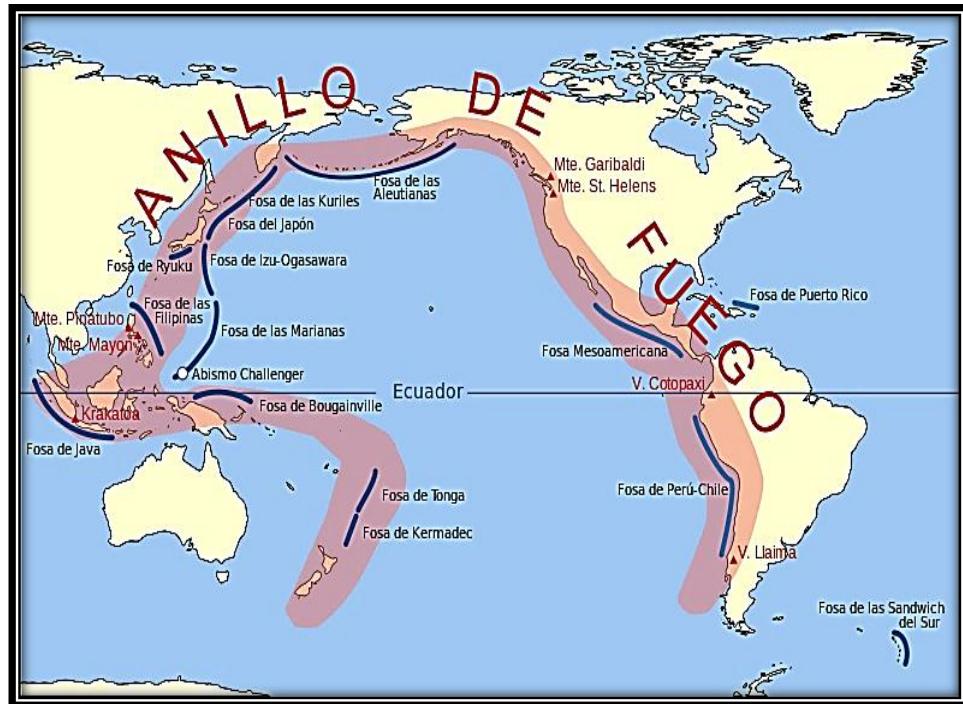 ANILLO DE FUEGO
Mte. Garibaldi
Mte. St. Helens
Fosa de las
Aleutianas
Fosa de las Kuriles
Fosa del Japón
Fosa de Ryuku
Fosa de Izu-Ogasawara
Fosa de las
Filipinas
Fosa de Puerto Rico
Mte. Pinatubo
Mte. Mayon
Fosa de las Marianas
Fosa Mesoamericana
Abismo Challenger
V. Cotopaxi
Ecuador
Krakatoa
Fosa de Bougainville
Fosa de Java
Fosa de Tonga
Fosa de Perú-Chile
Fosa de Kermadec
V. Llaima
Fosa de las Sandwich
del Sur